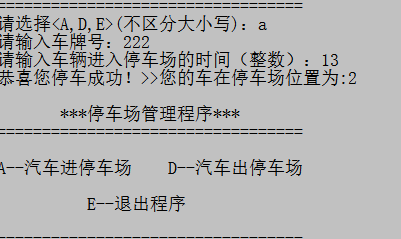 请选择<A,D,E>(不区分大小写): a
请输入车牌号: 222
请输入车辆进入停车场的时间（整数）: 13
恭喜您停车成功！>>您的车在停车场位置为:2
***停车场管理程序***
==================================
A--汽车进停车场    D--汽车出停车场
E--退出程序